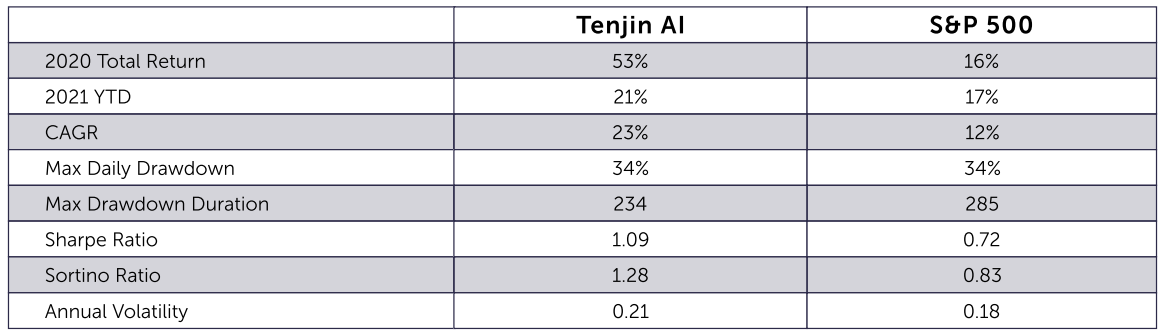 Tenjin AI S&P 500
2020 Total Return 53% 16%
2021 YTD 21% 17%
CAGR 23% 12%
Max Daily Drawdown 34% 34%
Max Drawdown Duration 234 285
Sharpe Ratio 1.09 0.72
Sortino Ratio 1.28 0.83
Annual Volatility 0.21 0.18